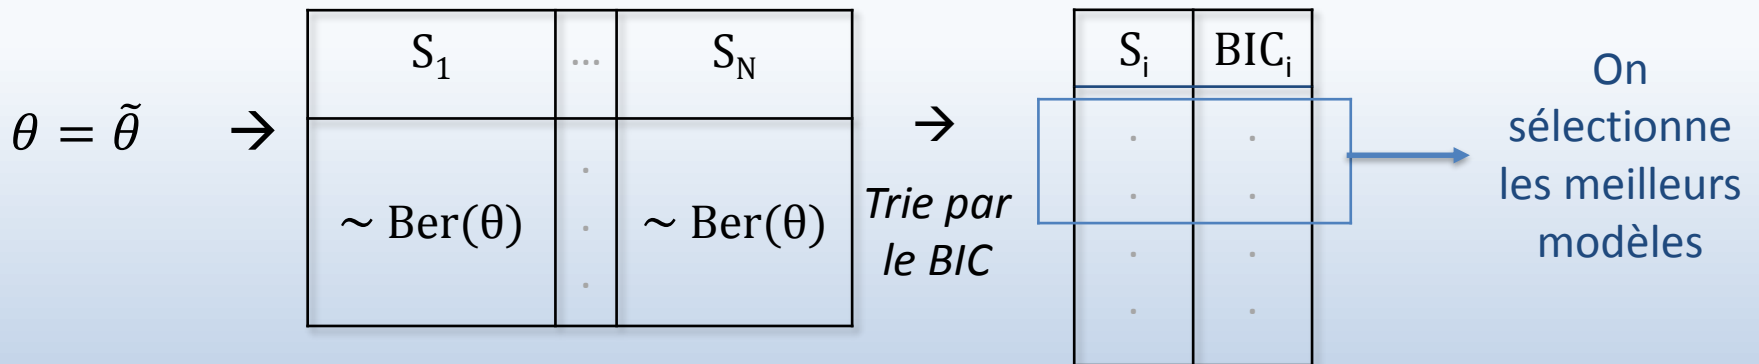 θ = θ̃ →
S₁ ... S_N
~ Ber(θ) . . . ~ Ber(θ)
→
Trie par
le BIC
Sᵢ BICᵢ
. .
. .
. .
. .
On
sélectionne
les meilleurs
modèles